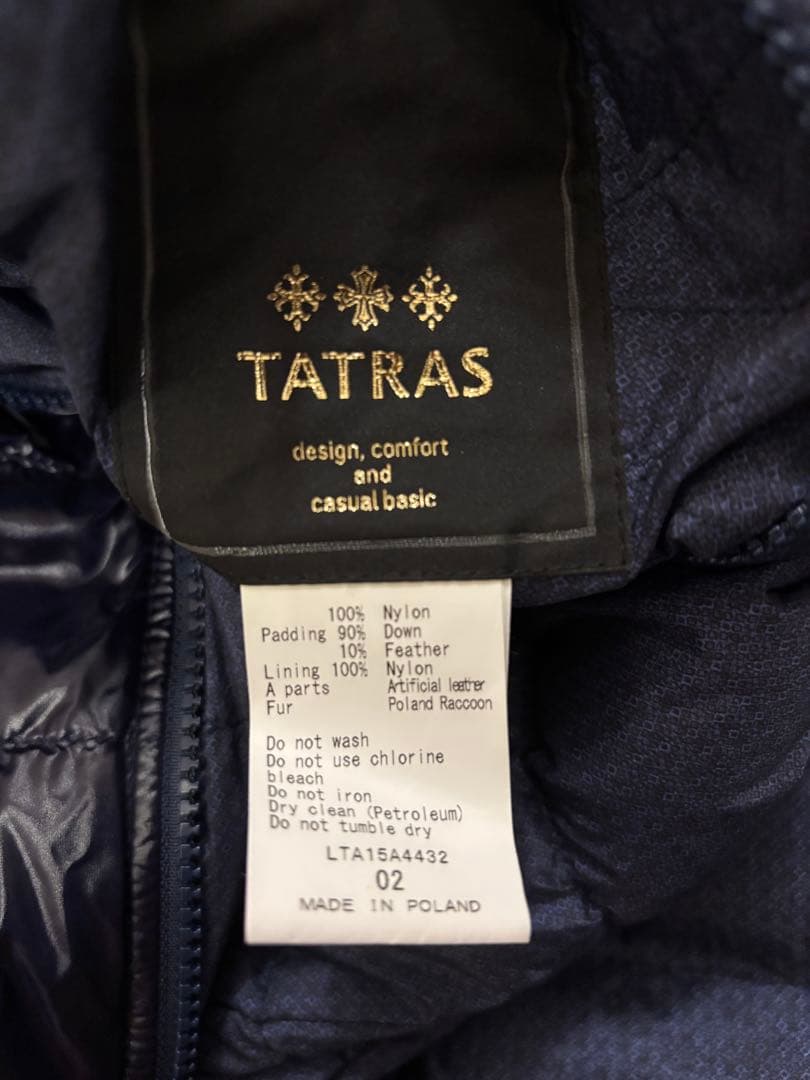 TATRAS
design, comfort
and
casual basic
100% Nylon
Padding 90% Down
10% Feather
Lining 100% Nylon
A parts Artificial leather
Fur Poland Raccoon
Do not wash
Do not use chlorine
bleach
Do not iron
Dry clean (Petroleum)
Do not tumble dry
LTA15A4432
02
MADE IN POLAND